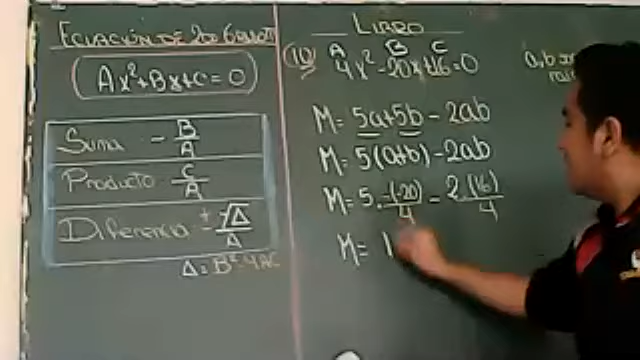 ECUACIÓN DE 2DO GRADO
Ax²+Bx+C=0
Suma - B/A
Producto C/A
Diferencia ± √Δ/A
Δ=B²-4AC
LIBRO
10 A B C
4x²-20x+16=0
M= 5a+5b-2ab
M= 5(a+b)-2ab
M= 5.-(-20)/4 - 2.(16)/4
M= 1
a,b